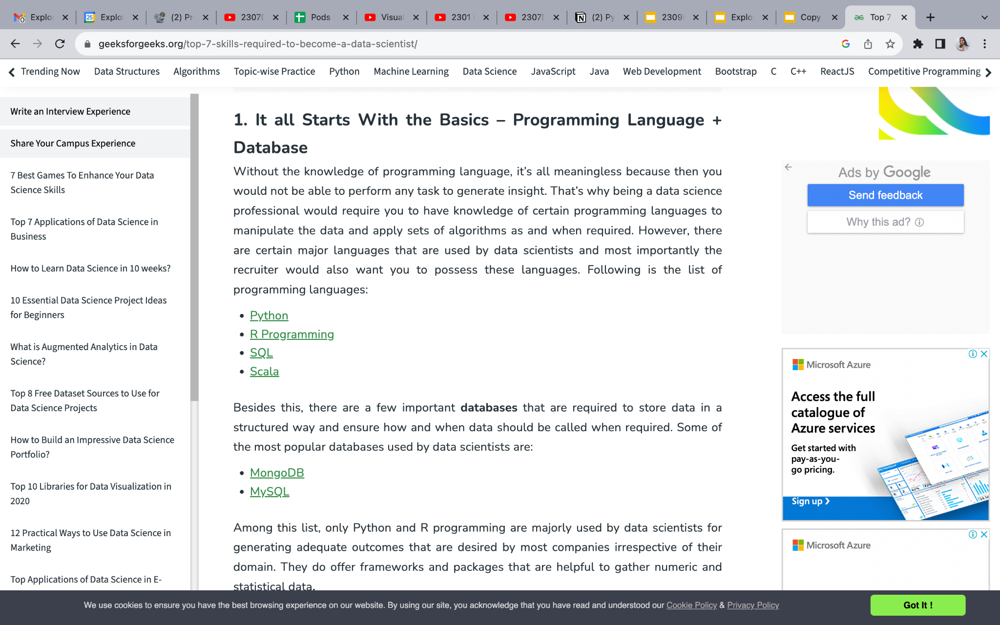 Explo
25 Explo
(2) Pr
2307D
Pods
Visual
2301
2307D
(2) Py
2309
Explo
Copy
Top 7
geeksforgeeks.org/top-7-skills-required-to-become-a-data-scientist/
Trending Now Data Structures Algorithms Topic-wise Practice Python Machine Learning Data Science JavaScript Java Web Development Bootstrap C C++ ReactJS Competitive Programming
Write an Interview Experience
Share Your Campus Experience
7 Best Games To Enhance Your Data
Science Skills
Top 7 Applications of Data Science in
Business
How to Learn Data Science in 10 weeks?
10 Essential Data Science Project Ideas
for Beginners
What is Augmented Analytics in Data
Science?
Top 8 Free Dataset Sources to Use for
Data Science Projects
How to Build an Impressive Data Science
Portfolio?
Top 10 Libraries for Data Visualization in
2020
12 Practical Ways to Use Data Science in
Marketing
Top Applications of Data Science in E-
1. It all Starts With the Basics – Programming Language +
Database
Without the knowledge of programming language, it’s all meaningless because then you
would not be able to perform any task to generate insight. That’s why being a data science
professional would require you to have knowledge of certain programming languages to
manipulate the data and apply sets of algorithms as and when required. However, there
are certain major languages that are used by data scientists and most importantly the
recruiter would also want you to possess these languages. Following is the list of
programming languages:
• Python
• R Programming
• SQL
• Scala
Besides this, there are a few important databases that are required to store data in a
structured way and ensure how and when data should be called when required. Some of
the most popular databases used by data scientists are:
• MongoDB
• MySQL
Among this list, only Python and R programming are majorly used by data scientists for
generating adequate outcomes that are desired by most companies irrespective of their
domain. They do offer frameworks and packages that are helpful to gather numeric and
statistical data.
Ads by Google
Send feedback
Why this ad?
Microsoft Azure
Access the full
catalogue of
Azure services
Get started with
pay-as-you-
go pricing.
Sign up ❯
Microsoft Azure
We use cookies to ensure you have the best browsing experience on our website. By using our site, you acknowledge that you have read and understood our Cookie Policy & Privacy Policy
Got It !